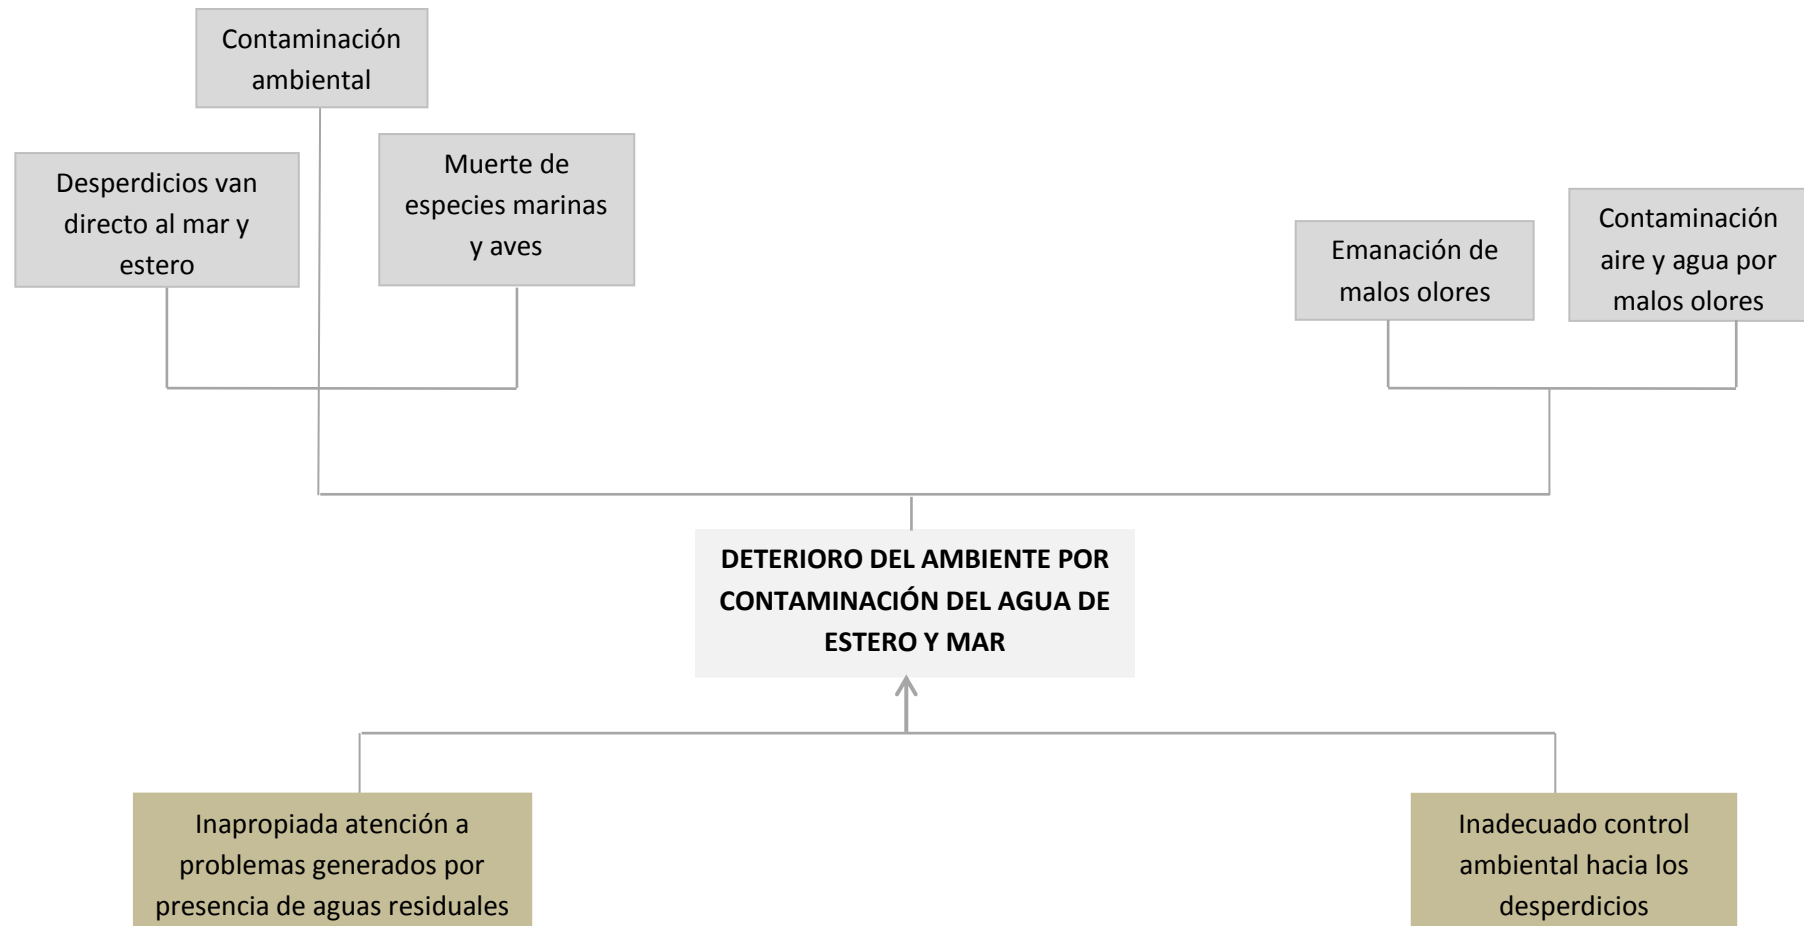 Contaminación
ambiental
Desperdicios van
directo al mar y
estero
Muerte de
especies marinas
y aves
Emanación de
malos olores
Contaminación
aire y agua por
malos olores
DETERIORO DEL AMBIENTE POR
CONTAMINACIÓN DEL AGUA DE
ESTERO Y MAR
Inapropiada atención a
problemas generados por
presencia de aguas residuales
Inadecuado control
ambiental hacia los
desperdicios